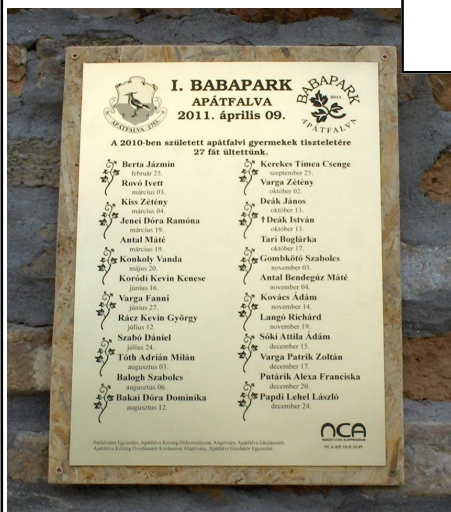 APÁTFALVA 1753
I. BABAPARK
APÁTFALVA
2011. április 09.
BABAPARK
2011.
APÁTFALVA
A 2010-ben született apátfalvi gyermekek tiszteletére
27 fát ültettünk.
Berta Jázmin
február 25.
Rovó Ivett
március 03.
Kiss Zétény
március 04.
Jenei Dóra Ramóna
március 19.
Antal Máté
március 19.
Konkoly Vanda
május 20.
Koródi Kevin Kenese
június 16.
Varga Fanni
június 27.
Rácz Kevin György
július 12.
Szabó Dániel
július 24.
Tóth Adrián Milán
augusztus 03.
Balogh Szabolcs
augusztus 06.
Bakai Dóra Dominika
augusztus 12.
Kerekes Tímea Csenge
szeptember 25.
Varga Zétény
október 02.
Deák János
október 13.
†Deák István
október 13.
Tari Boglárka
október 17.
Gombkötő Szabolcs
november 03.
Antal Bendegúz Máté
november 04.
Kovács Ádám
november 14.
Langó Richárd
november 19.
Sóki Attila Ádám
december 15.
Varga Patrik Zoltán
december 17.
Putárik Alexa Franciska
december 20.
Papdi Lehel László
december 24.
nca
NEMZETI CIVIL ALAPPROGRAM